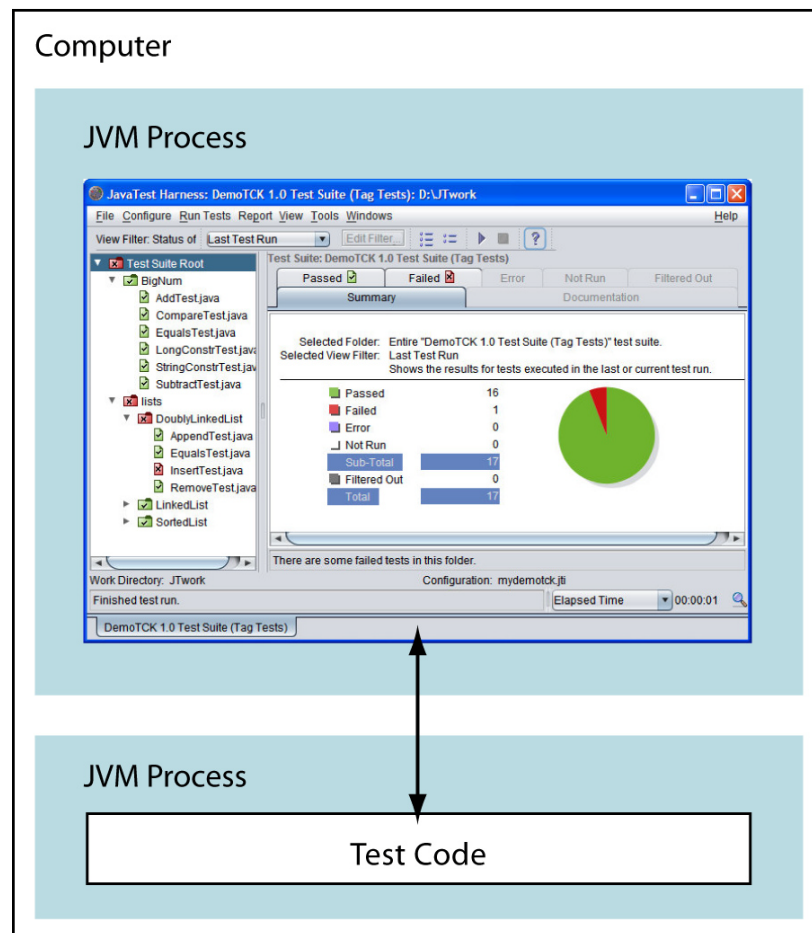 Computer
JVM Process
JavaTest Harness: DemoTCK 1.0 Test Suite (Tag Tests): D:\JTwork
File Configure Run Tests Report View Tools Windows Help
View Filter: Status of Last Test Run Edit Filter... ?
Test Suite Root
BigNum
AddTest.java
CompareTest.java
EqualsTest.java
LongConstrTest.java
StringConstrTest.jav
SubtractTest.java
lists
DoublyLinkedList
AppendTest.java
EqualsTest.java
InsertTest.java
RemoveTest.java
LinkedList
SortedList
Test Suite: DemoTCK 1.0 Test Suite (Tag Tests)
Passed Failed Error Not Run Filtered Out
Summary Documentation
Selected Folder: Entire "DemoTCK 1.0 Test Suite (Tag Tests)" test suite.
Selected View Filter: Last Test Run
Shows the results for tests executed in the last or current test run.
Passed 16
Failed 1
Error 0
Not Run 0
Sub-Total 17
Filtered Out 0
Total 17
There are some failed tests in this folder.
Work Directory: JTwork Configuration: mydemotck.jti
Finished test run. Elapsed Time 00:00:01
DemoTCK 1.0 Test Suite (Tag Tests)
JVM Process
Test Code